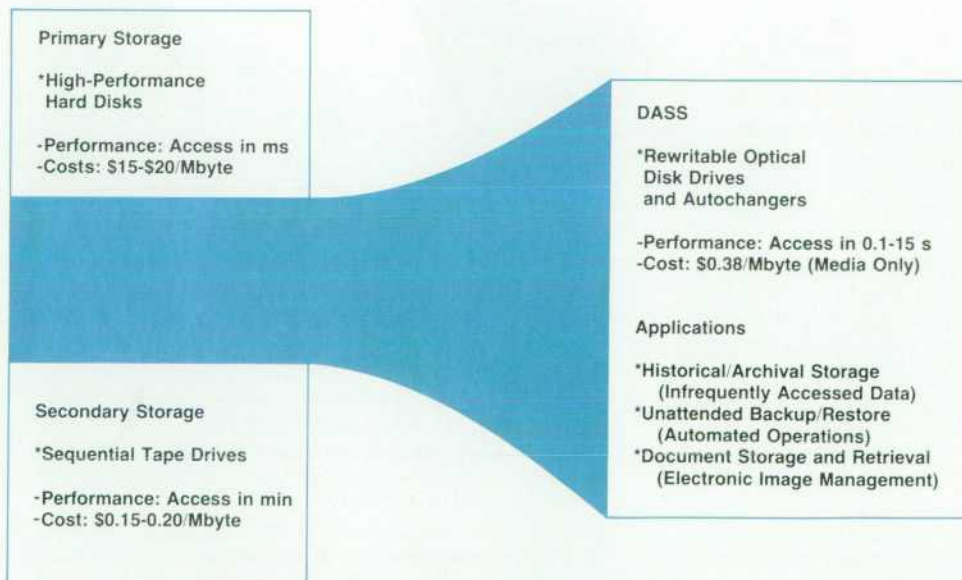 Primary Storage
*High-Performance
Hard Disks
-Performance: Access in ms
-Costs: $15-$20/Mbyte
Secondary Storage
*Sequential Tape Drives
-Performance: Access in min
-Cost: $0.15-0.20/Mbyte
DASS
*Rewritable Optical
Disk Drives
and Autochangers
-Performance: Access in 0.1-15 s
-Cost: $0.38/Mbyte (Media Only)
Applications
*Historical/Archival Storage
(Infrequently Accessed Data)
*Unattended Backup/Restore
(Automated Operations)
*Document Storage and Retrieval
(Electronic Image Management)